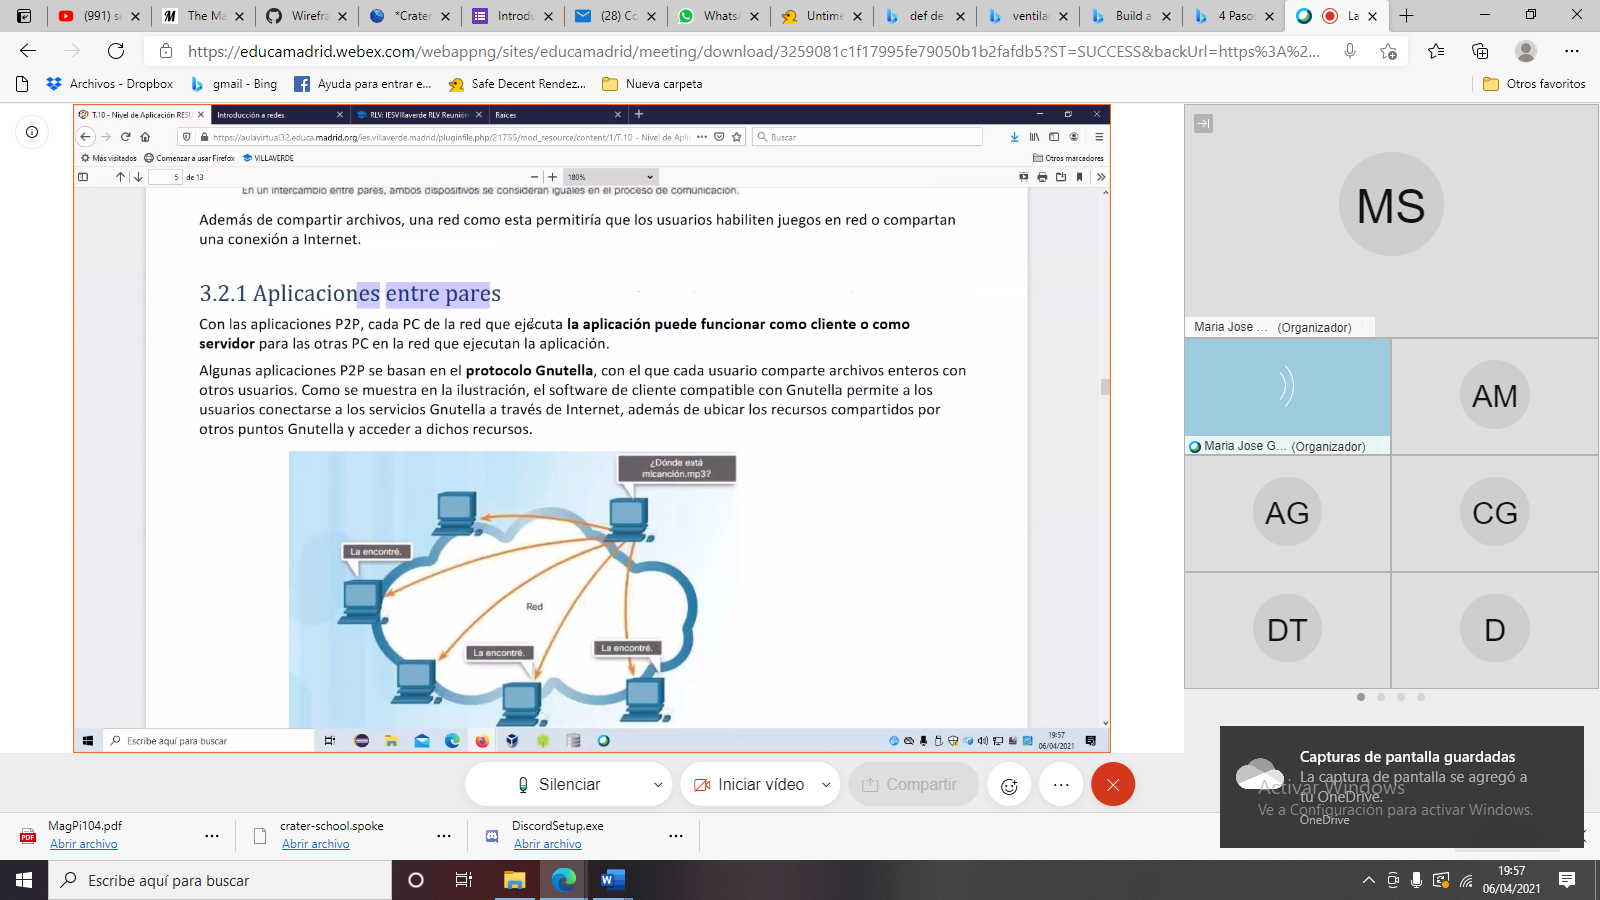 (991) s
The Ma
Wirefra
*Crater
Introdu
(28) Co
WhatsA
Untime
def de
ventila
Build a
4 Pasos
La
https://educamadrid.webex.com/webappng/sites/educamadrid/meeting/download/3259081c1f17995fe79050b1b2fafdb5?ST=SUCCESS&backUrl=https%3A%2...
Archivos - Dropbox
gmail - Bing
Ayuda para entrar e...
Safe Decent Rendez...
Nueva carpeta
Otros favoritos
T.10 - Nivel de Aplicación RESU
Introducción a redes
RLV: IESVillaverde RLV Reunión
Raíces
https://aulavirtual32.educa.madrid.org/ies.villaverde.madrid/pluginfile.php/21755/mod_resource/content/1/T.10 - Nivel de Apli
Buscar
Más visitados
Comenzar a usar Firefox
VILLAVERDE
Otros marcadores
5 de 13
180%
En un intercambio entre pares, ambos dispositivos se consideran iguales en el proceso de comunicación.
Además de compartir archivos, una red como esta permitiría que los usuarios habiliten juegos en red o compartan
una conexión a Internet.
3.2.1 Aplicaciones entre pares
Con las aplicaciones P2P, cada PC de la red que ejecuta la aplicación puede funcionar como cliente o como
servidor para las otras PC en la red que ejecutan la aplicación.
Algunas aplicaciones P2P se basan en el protocolo Gnutella, con el que cada usuario comparte archivos enteros con
otros usuarios. Como se muestra en la ilustración, el software de cliente compatible con Gnutella permite a los
usuarios conectarse a los servicios Gnutella a través de Internet, además de ubicar los recursos compartidos por
otros puntos Gnutella y acceder a dichos recursos.
¿Dónde está
micanción.mp3?
La encontré.
Red
La encontré.
La encontré.
Escribe aquí para buscar
19:57
06/04/2021
MS
Maria Jose ... (Organizador)
Maria Jose G... (Organizador)
AM
AG
CG
DT
D
Silenciar
Iniciar vídeo
Compartir
Capturas de pantalla guardadas
La captura de pantalla se agregó a
tu OneDrive.
OneDrive
Activar Windows
Ve a Configuración para activar Windows.
MagPi104.pdf
Abrir archivo
crater-school.spoke
Abrir archivo
DiscordSetup.exe
Abrir archivo
Escribe aquí para buscar
19:57
06/04/2021